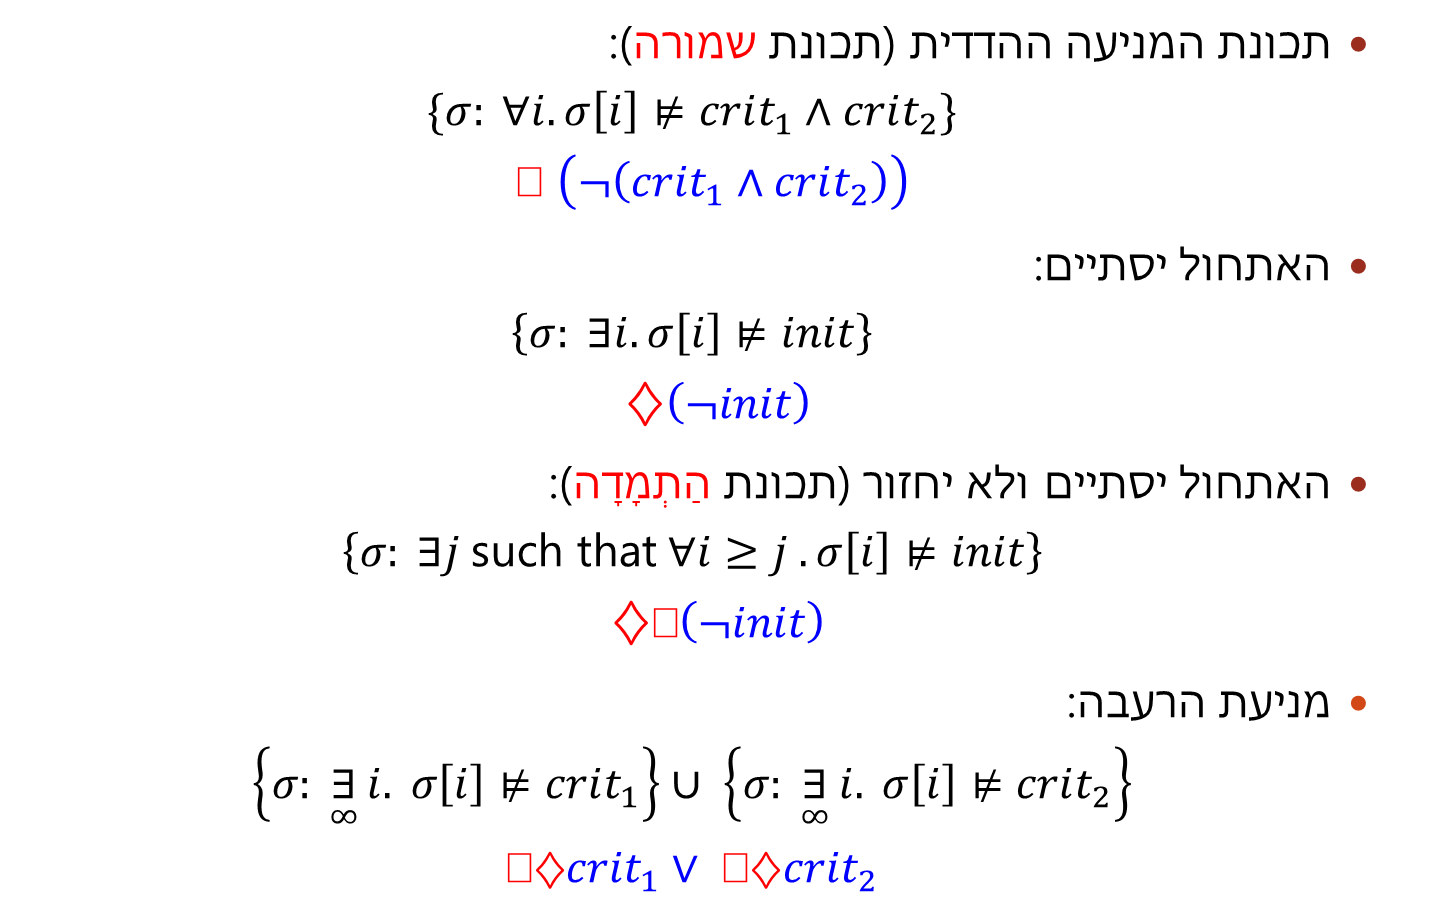 • תכונת המניעה ההדדית (תכונת שמורה):
{σ: ∀i. σ[i] ⊭ crit₁ ∧ crit₂}
□ (¬(crit₁ ∧ crit₂))
• האתחול יסתיים:
{σ: ∃i. σ[i] ⊭ init}
◊(¬init)
• האתחול יסתיים ולא יחזור (תכונת הַתְמָדָה):
{σ: ∃j such that ∀i ≥ j . σ[i] ⊭ init}
◊□(¬init)
• מניעת הרעבה:
{σ: ∃∞ i. σ[i] ⊭ crit₁} ∪ {σ: ∃∞ i. σ[i] ⊭ crit₂}
□◊crit₁ ∨ □◊crit₂